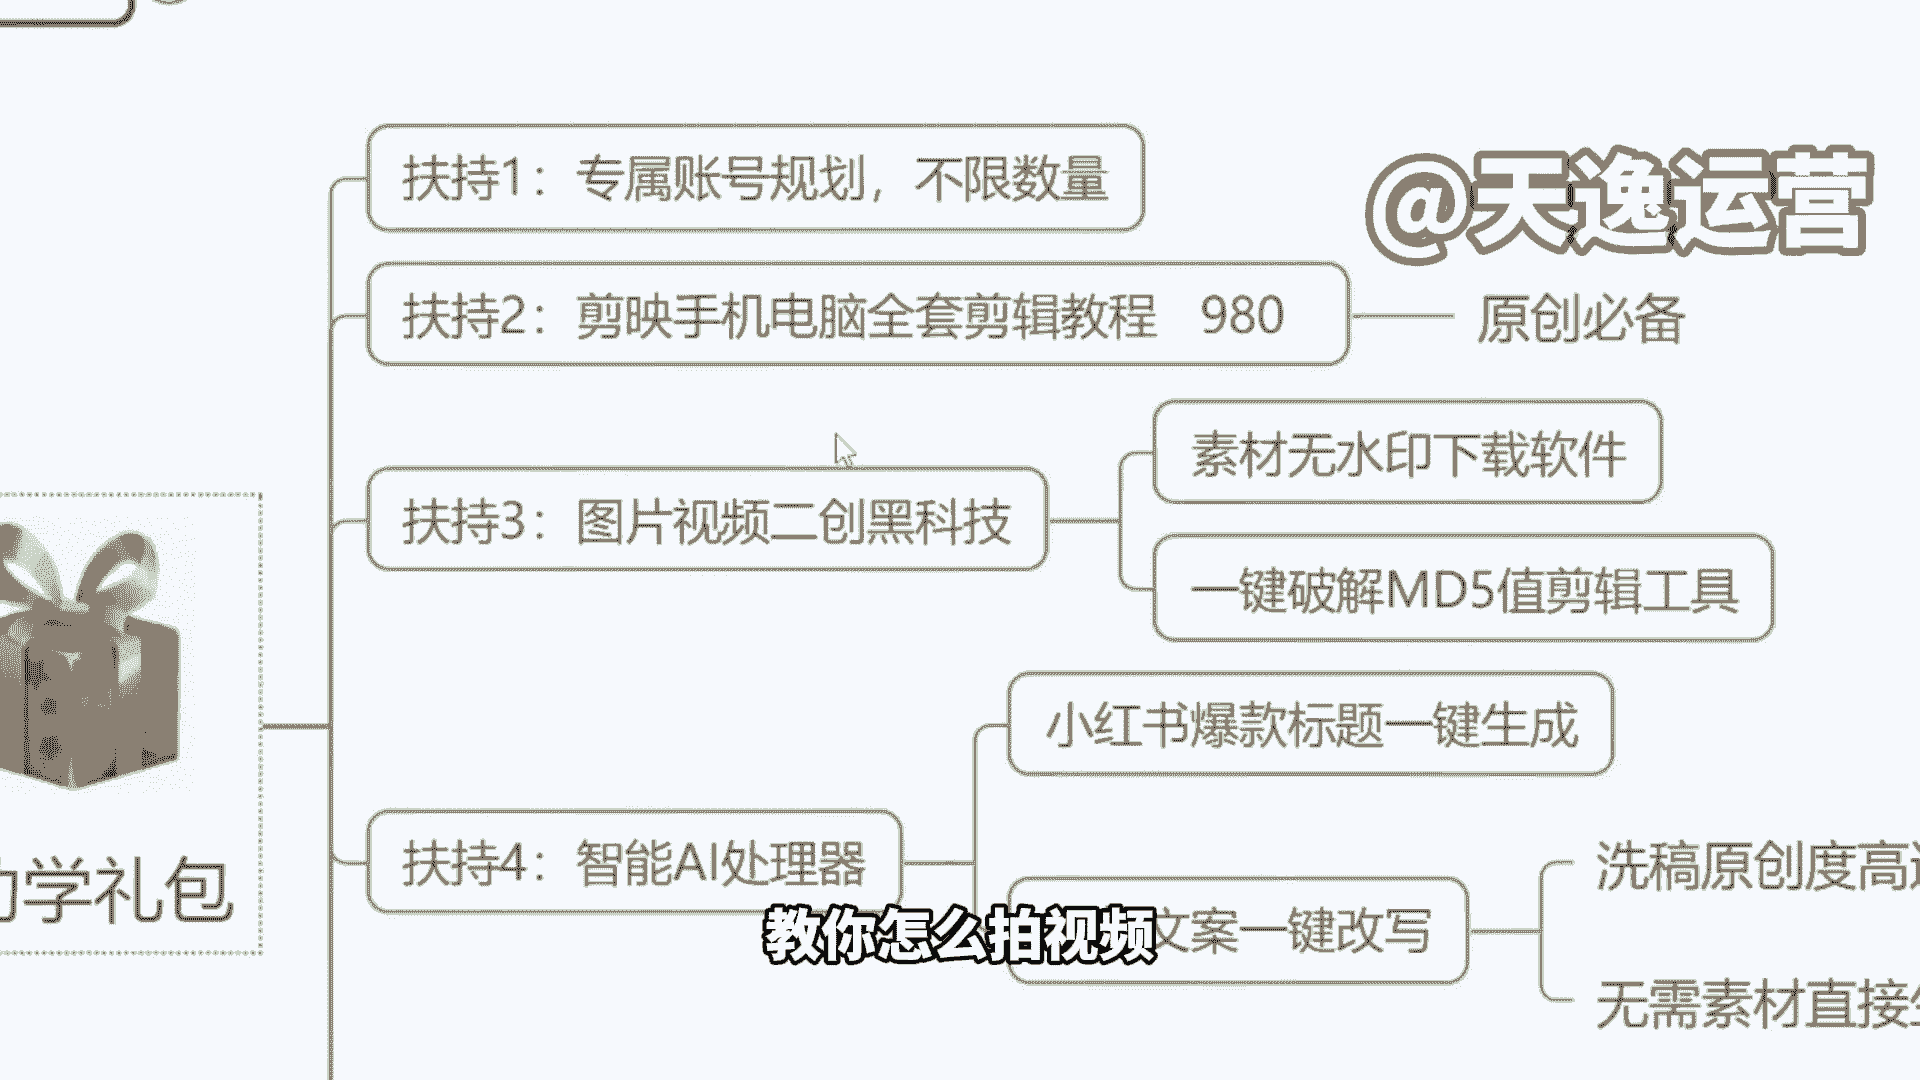 扶持1：专属账号规划，不限数量
@天逸运营
扶持2：剪映手机电脑全套剪辑教程 980
原创必备
素材无水印下载软件
扶持3：图片视频二创黑科技
一键破解MD5值剪辑工具
小红书爆款标题一键生成
扶持4：智能AI处理器
洗稿原创度高
文案一键改写
学礼包
教你怎么拍视频
无需素材直接